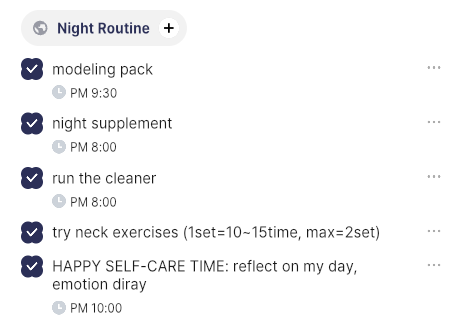 Night Routine +
modeling pack
PM 9:30
night supplement
PM 8:00
run the cleaner
PM 8:00
try neck exercises (1set=10~15time, max=2set)
HAPPY SELF-CARE TIME: reflect on my day,
emotion diray
PM 10:00